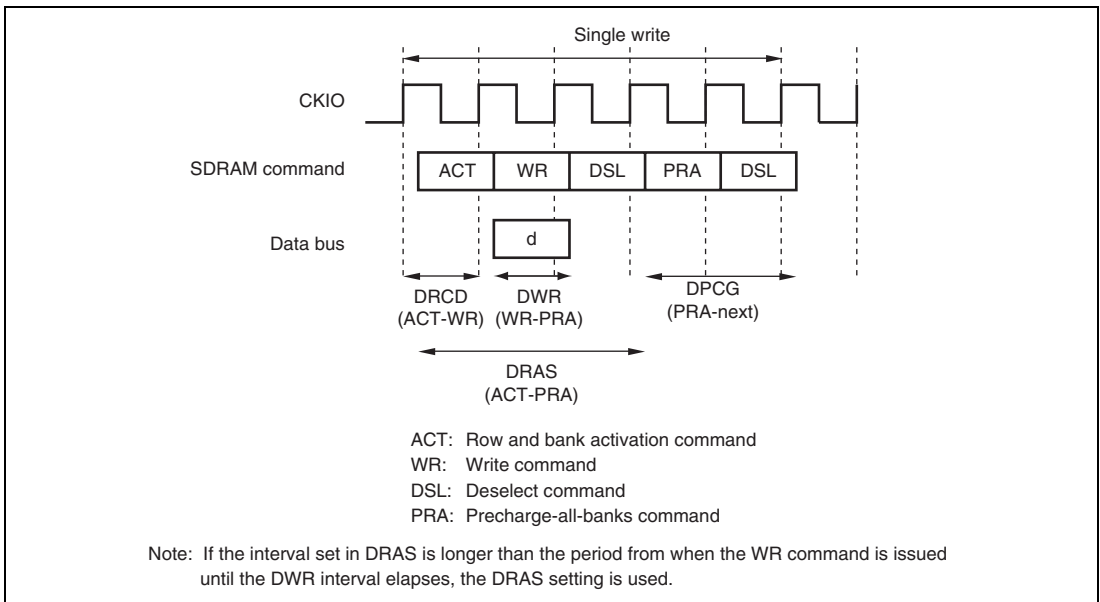 Single write
CKIO
SDRAM command
ACT WR DSL PRA DSL
Data bus
d
DRCD
(ACT-WR)
DWR
(WR-PRA)
DPCG
(PRA-next)
DRAS
(ACT-PRA)
ACT: Row and bank activation command
WR: Write command
DSL: Deselect command
PRA: Precharge-all-banks command
Note: If the interval set in DRAS is longer than the period from when the WR command is issued
until the DWR interval elapses, the DRAS setting is used.